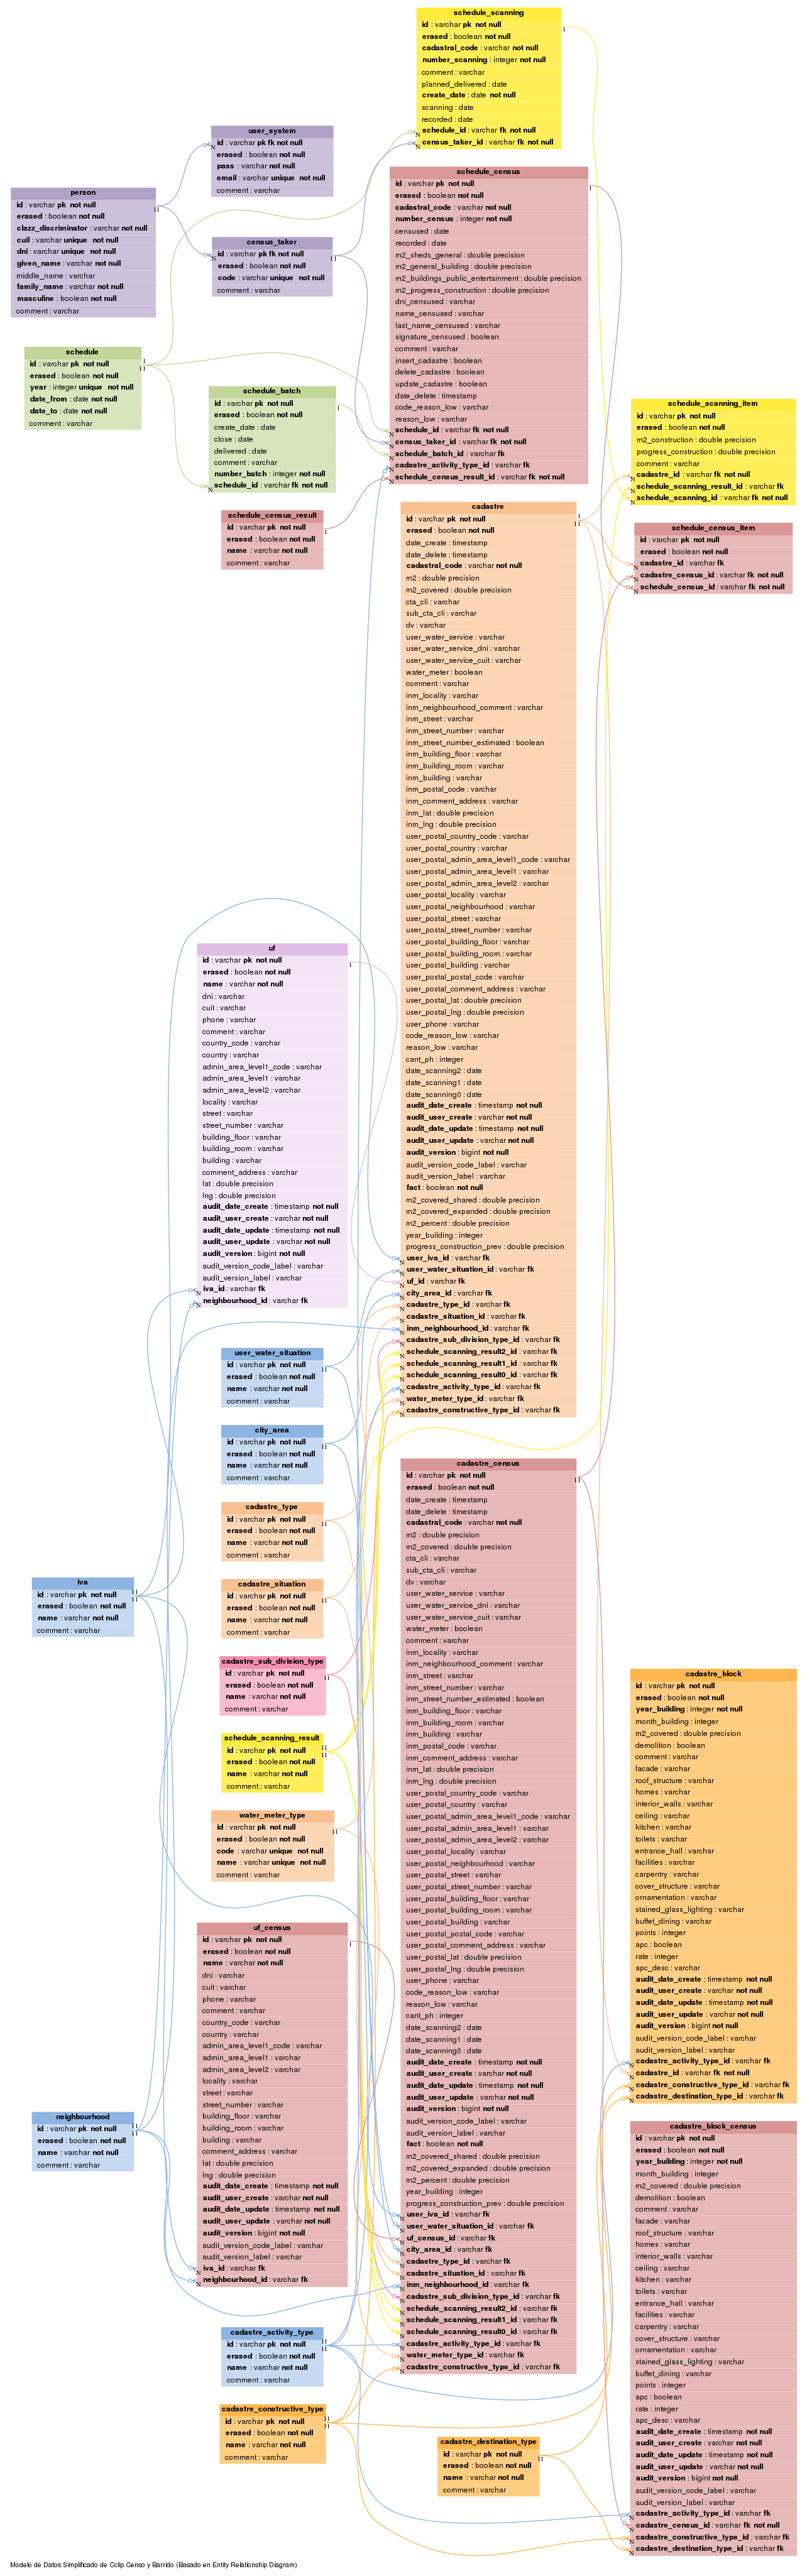 schedule_scanning
id : varchar pk not null
erased : boolean not null
cadastral_code : varchar not null
number_scanning : integer not null
comment : varchar
planned_delivered : date
create_date : date not null
scanning : date
recorded : date
schedule_id : varchar fk not null
census_taker_id : varchar fk not null
user_system
id : varchar pk fk not null
erased : boolean not null
pass : varchar not null
email : varchar unique not null
comment : varchar
person
id : varchar pk not null
erased : boolean not null
clazz_discriminator : varchar not null
cuil : varchar unique not null
dni : varchar unique not null
given_name : varchar not null
middle_name : varchar
family_name : varchar not null
masculine : boolean not null
comment : varchar
census_taker
id : varchar pk fk not null
erased : boolean not null
code : varchar unique not null
comment : varchar
schedule_census
id : varchar pk not null
erased : boolean not null
cadastral_code : varchar not null
number_census : integer not null
censused : date
recorded : date
m2_sheds_general : double precision
m2_general_building : double precision
m2_buildings_public_entertainment : double precision
m2_progress_construction : double precision
dni_censused : varchar
name_censused : varchar
last_name_censused : varchar
signature_censused : boolean
comment : varchar
insert_cadastre : boolean
delete_cadastre : boolean
update_cadastre : boolean
date_delete : timestamp
code_reason_low : varchar
reason_low : varchar
schedule_id : varchar fk not null
census_taker_id : varchar fk not null
schedule_batch_id : varchar fk
cadastre_activity_type_id : varchar fk
schedule_census_result_id : varchar fk not null
schedule
id : varchar pk not null
erased : boolean not null
year : integer unique not null
date_from : date not null
date_to : date not null
comment : varchar
schedule_batch
id : varchar pk not null
erased : boolean not null
create_date : date
close : date
delivered : date
comment : varchar
number_batch : integer not null
schedule_id : varchar fk not null
schedule_census_result
id : varchar pk not null
erased : boolean not null
name : varchar not null
comment : varchar
schedule_scanning_item
id : varchar pk not null
erased : boolean not null
m2_construction : double precision
progress_construction : double precision
comment : varchar
cadastre_id : varchar fk not null
schedule_scanning_result_id : varchar fk
schedule_scanning_id : varchar fk not null
schedule_census_item
id : varchar pk not null
erased : boolean not null
cadastre_id : varchar fk
cadastre_census_id : varchar fk not null
schedule_census_id : varchar fk not null
cadastre
id : varchar pk not null
erased : boolean not null
date_create : timestamp
date_delete : timestamp
cadastral_code : varchar not null
m2 : double precision
m2_covered : double precision
cta_cli : varchar
sub_cta_cli : varchar
dv : varchar
user_water_service : varchar
user_water_service_dni : varchar
user_water_service_cuit : varchar
water_meter : boolean
comment : varchar
inm_locality : varchar
inm_neighbourhood_comment : varchar
inm_street : varchar
inm_street_number : varchar
inm_street_number_estimated : boolean
inm_building_floor : varchar
inm_building_room : varchar
inm_building : varchar
inm_postal_code : varchar
inm_comment_address : varchar
inm_lat : double precision
inm_lng : double precision
user_postal_country_code : varchar
user_postal_country : varchar
user_postal_admin_area_level1_code : varchar
user_postal_admin_area_level1 : varchar
user_postal_admin_area_level2 : varchar
user_postal_locality : varchar
user_postal_neighbourhood : varchar
user_postal_street : varchar
user_postal_street_number : varchar
user_postal_building_floor : varchar
user_postal_building_room : varchar
user_postal_building : varchar
user_postal_postal_code : varchar
user_postal_comment_address : varchar
user_postal_lat : double precision
user_postal_lng : double precision
user_phone : varchar
code_reason_low : varchar
reason_low : varchar
cant_ph : integer
date_scanning2 : date
date_scanning1 : date
date_scanning0 : date
audit_date_create : timestamp not null
audit_user_create : varchar not null
audit_date_update : timestamp not null
audit_user_update : varchar not null
audit_version : bigint not null
audit_version_code_label : varchar
audit_version_label : varchar
fact : boolean not null
m2_covered_shared : double precision
m2_covered_expanded : double precision
m2_percent : double precision
year_building : integer
progress_construction_prev : double precision
user_iva_id : varchar fk
user_water_situation_id : varchar fk
uf_id : varchar fk
city_area_id : varchar fk
cadastre_type_id : varchar fk
cadastre_situation_id : varchar fk
inm_neighbourhood_id : varchar fk
cadastre_sub_division_type_id : varchar fk
schedule_scanning_result2_id : varchar fk
schedule_scanning_result1_id : varchar fk
schedule_scanning_result0_id : varchar fk
cadastre_activity_type_id : varchar fk
water_meter_type_id : varchar fk
cadastre_constructive_type_id : varchar fk
uf
id : varchar pk not null
erased : boolean not null
name : varchar not null
dni : varchar
cuit : varchar
phone : varchar
comment : varchar
country_code : varchar
country : varchar
admin_area_level1_code : varchar
admin_area_level1 : varchar
admin_area_level2 : varchar
locality : varchar
street : varchar
street_number : varchar
building_floor : varchar
building_room : varchar
building : varchar
comment_address : varchar
lat : double precision
lng : double precision
audit_date_create : timestamp not null
audit_user_create : varchar not null
audit_date_update : timestamp not null
audit_user_update : varchar not null
audit_version : bigint not null
audit_version_code_label : varchar
audit_version_label : varchar
iva_id : varchar fk
neighbourhood_id : varchar fk
user_water_situation
id : varchar pk not null
erased : boolean not null
name : varchar not null
comment : varchar
city_area
id : varchar pk not null
erased : boolean not null
name : varchar not null
comment : varchar
cadastre_type
id : varchar pk not null
erased : boolean not null
name : varchar not null
comment : varchar
iva
id : varchar pk not null
erased : boolean not null
name : varchar not null
comment : varchar
cadastre_situation
id : varchar pk not null
erased : boolean not null
name : varchar not null
comment : varchar
cadastre_sub_division_type
id : varchar pk not null
erased : boolean not null
name : varchar not null
comment : varchar
schedule_scanning_result
id : varchar pk not null
erased : boolean not null
name : varchar not null
comment : varchar
water_meter_type
id : varchar pk not null
erased : boolean not null
code : varchar unique not null
name : varchar unique not null
comment : varchar
cadastre_census
id : varchar pk not null
erased : boolean not null
date_create : timestamp
date_delete : timestamp
cadastral_code : varchar not null
m2 : double precision
m2_covered : double precision
cta_cli : varchar
sub_cta_cli : varchar
dv : varchar
user_water_service : varchar
user_water_service_dni : varchar
user_water_service_cuit : varchar
water_meter : boolean
comment : varchar
inm_locality : varchar
inm_neighbourhood_comment : varchar
inm_street : varchar
inm_street_number : varchar
inm_street_number_estimated : boolean
inm_building_floor : varchar
inm_building_room : varchar
inm_building : varchar
inm_postal_code : varchar
inm_comment_address : varchar
inm_lat : double precision
inm_lng : double precision
user_postal_country_code : varchar
user_postal_country : varchar
user_postal_admin_area_level1_code : varchar
user_postal_admin_area_level1 : varchar
user_postal_admin_area_level2 : varchar
user_postal_locality : varchar
user_postal_neighbourhood : varchar
user_postal_street : varchar
user_postal_street_number : varchar
user_postal_building_floor : varchar
user_postal_building_room : varchar
user_postal_building : varchar
user_postal_postal_code : varchar
user_postal_comment_address : varchar
user_postal_lat : double precision
user_postal_lng : double precision
user_phone : varchar
code_reason_low : varchar
reason_low : varchar
cant_ph : integer
date_scanning2 : date
date_scanning1 : date
date_scanning0 : date
audit_date_create : timestamp not null
audit_user_create : varchar not null
audit_date_update : timestamp not null
audit_user_update : varchar not null
audit_version : bigint not null
audit_version_code_label : varchar
audit_version_label : varchar
fact : boolean not null
m2_covered_shared : double precision
m2_covered_expanded : double precision
m2_percent : double precision
year_building : integer
progress_construction_prev : double precision
user_iva_id : varchar fk
user_water_situation_id : varchar fk
uf_census_id : varchar fk
city_area_id : varchar fk
cadastre_type_id : varchar fk
cadastre_situation_id : varchar fk
inm_neighbourhood_id : varchar fk
cadastre_sub_division_type_id : varchar fk
schedule_scanning_result2_id : varchar fk
schedule_scanning_result1_id : varchar fk
schedule_scanning_result0_id : varchar fk
cadastre_activity_type_id : varchar fk
water_meter_type_id : varchar fk
cadastre_constructive_type_id : varchar fk
uf_census
id : varchar pk not null
erased : boolean not null
name : varchar not null
dni : varchar
cuit : varchar
phone : varchar
comment : varchar
country_code : varchar
country : varchar
admin_area_level1_code : varchar
admin_area_level1 : varchar
admin_area_level2 : varchar
locality : varchar
street : varchar
street_number : varchar
building_floor : varchar
building_room : varchar
building : varchar
comment_address : varchar
lat : double precision
lng : double precision
audit_date_create : timestamp not null
audit_user_create : varchar not null
audit_date_update : timestamp not null
audit_user_update : varchar not null
audit_version : bigint not null
audit_version_code_label : varchar
audit_version_label : varchar
iva_id : varchar fk
neighbourhood_id : varchar fk
neighbourhood
id : varchar pk not null
erased : boolean not null
name : varchar not null
comment : varchar
cadastre_block
id : varchar pk not null
erased : boolean not null
year_building : integer not null
month_building : integer
m2_covered : double precision
demolition : boolean
comment : varchar
facade : varchar
roof_structure : varchar
homes : varchar
interior_walls : varchar
ceiling : varchar
kitchen : varchar
toilets : varchar
entrance_hall : varchar
facilities : varchar
carpentry : varchar
cover_structure : varchar
ornamentation : varchar
stained_glass_lighting : varchar
buffet_dining : varchar
points : integer
apc : boolean
rate : integer
apc_desc : varchar
audit_date_create : timestamp not null
audit_user_create : varchar not null
audit_date_update : timestamp not null
audit_user_update : varchar not null
audit_version : bigint not null
audit_version_code_label : varchar
audit_version_label : varchar
cadastre_activity_type_id : varchar fk
cadastre_id : varchar fk not null
cadastre_constructive_type_id : varchar fk
cadastre_destination_type_id : varchar fk
cadastre_block_census
id : varchar pk not null
erased : boolean not null
year_building : integer not null
month_building : integer
m2_covered : double precision
demolition : boolean
comment : varchar
facade : varchar
roof_structure : varchar
homes : varchar
interior_walls : varchar
ceiling : varchar
kitchen : varchar
toilets : varchar
entrance_hall : varchar
facilities : varchar
carpentry : varchar
cover_structure : varchar
ornamentation : varchar
stained_glass_lighting : varchar
buffet_dining : varchar
points : integer
apc : boolean
rate : integer
apc_desc : varchar
audit_date_create : timestamp not null
audit_user_create : varchar not null
audit_date_update : timestamp not null
audit_user_update : varchar not null
audit_version : bigint not null
audit_version_code_label : varchar
audit_version_label : varchar
cadastre_activity_type_id : varchar fk
cadastre_census_id : varchar fk not null
cadastre_constructive_type_id : varchar fk
cadastre_destination_type_id : varchar fk
cadastre_activity_type
id : varchar pk not null
erased : boolean not null
name : varchar not null
comment : varchar
cadastre_constructive_type
id : varchar pk not null
erased : boolean not null
name : varchar not null
comment : varchar
cadastre_destination_type
id : varchar pk not null
erased : boolean not null
name : varchar not null
comment : varchar
Modelo de Datos Simplificado de Cclip Censo y Barrido (Basado en Entity Relationship Diagram)